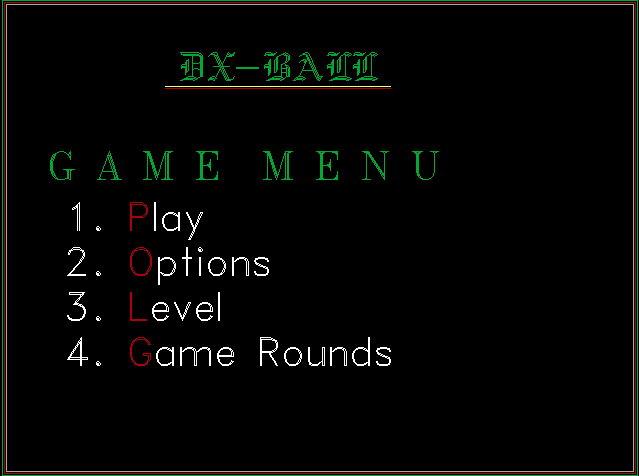 DX-BALL
GAME MENU
1. Play
2. Options
3. Level
4. Game Rounds